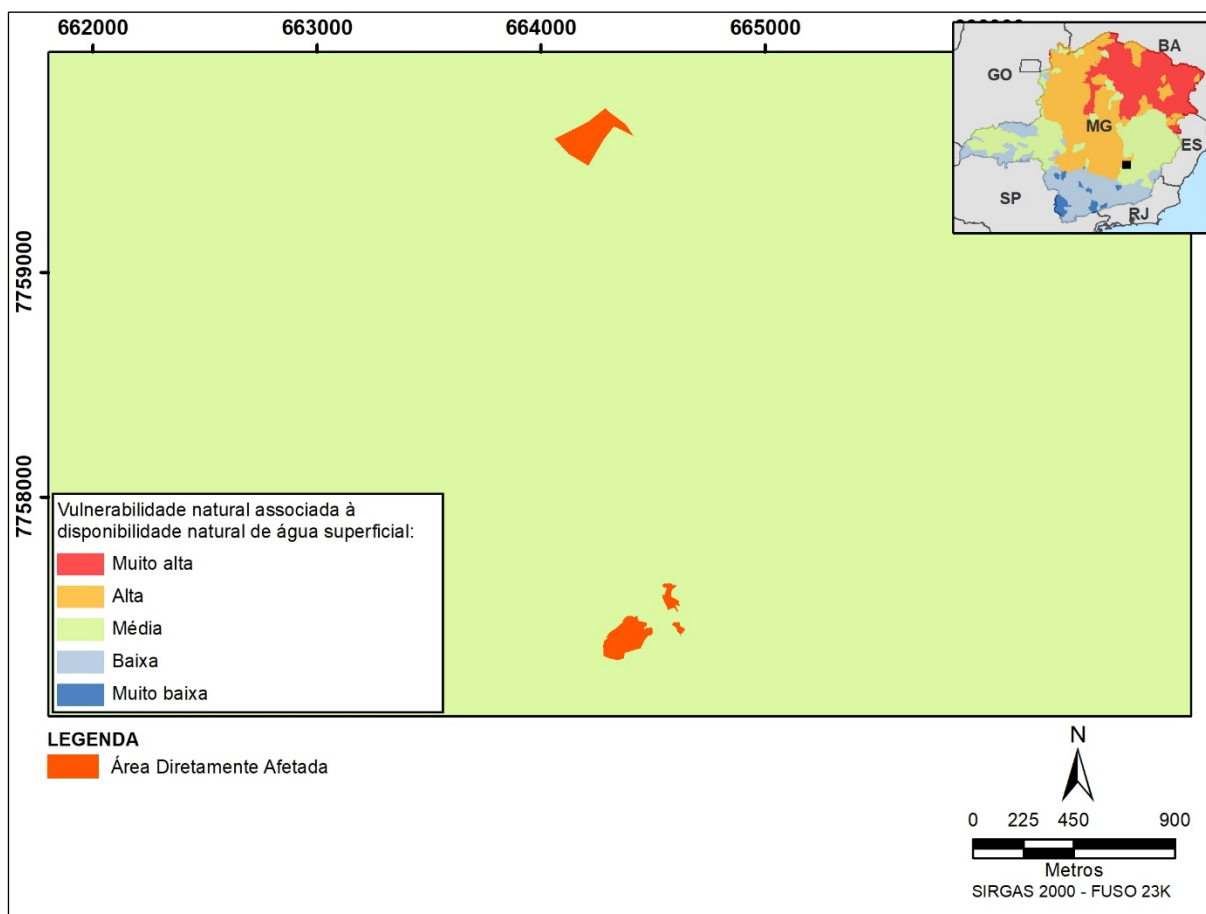 662000
663000
664000
665000
BA
GO
MG
ES
SP
RJ
7759000
7758000
Vulnerabilidade natural associada à
disponibilidade natural de água superficial:
Muito alta
Alta
Média
Baixa
Muito baixa
LEGENDA
Área Diretamente Afetada
N
0 225 450 900
Metros
SIRGAS 2000 - FUSO 23K